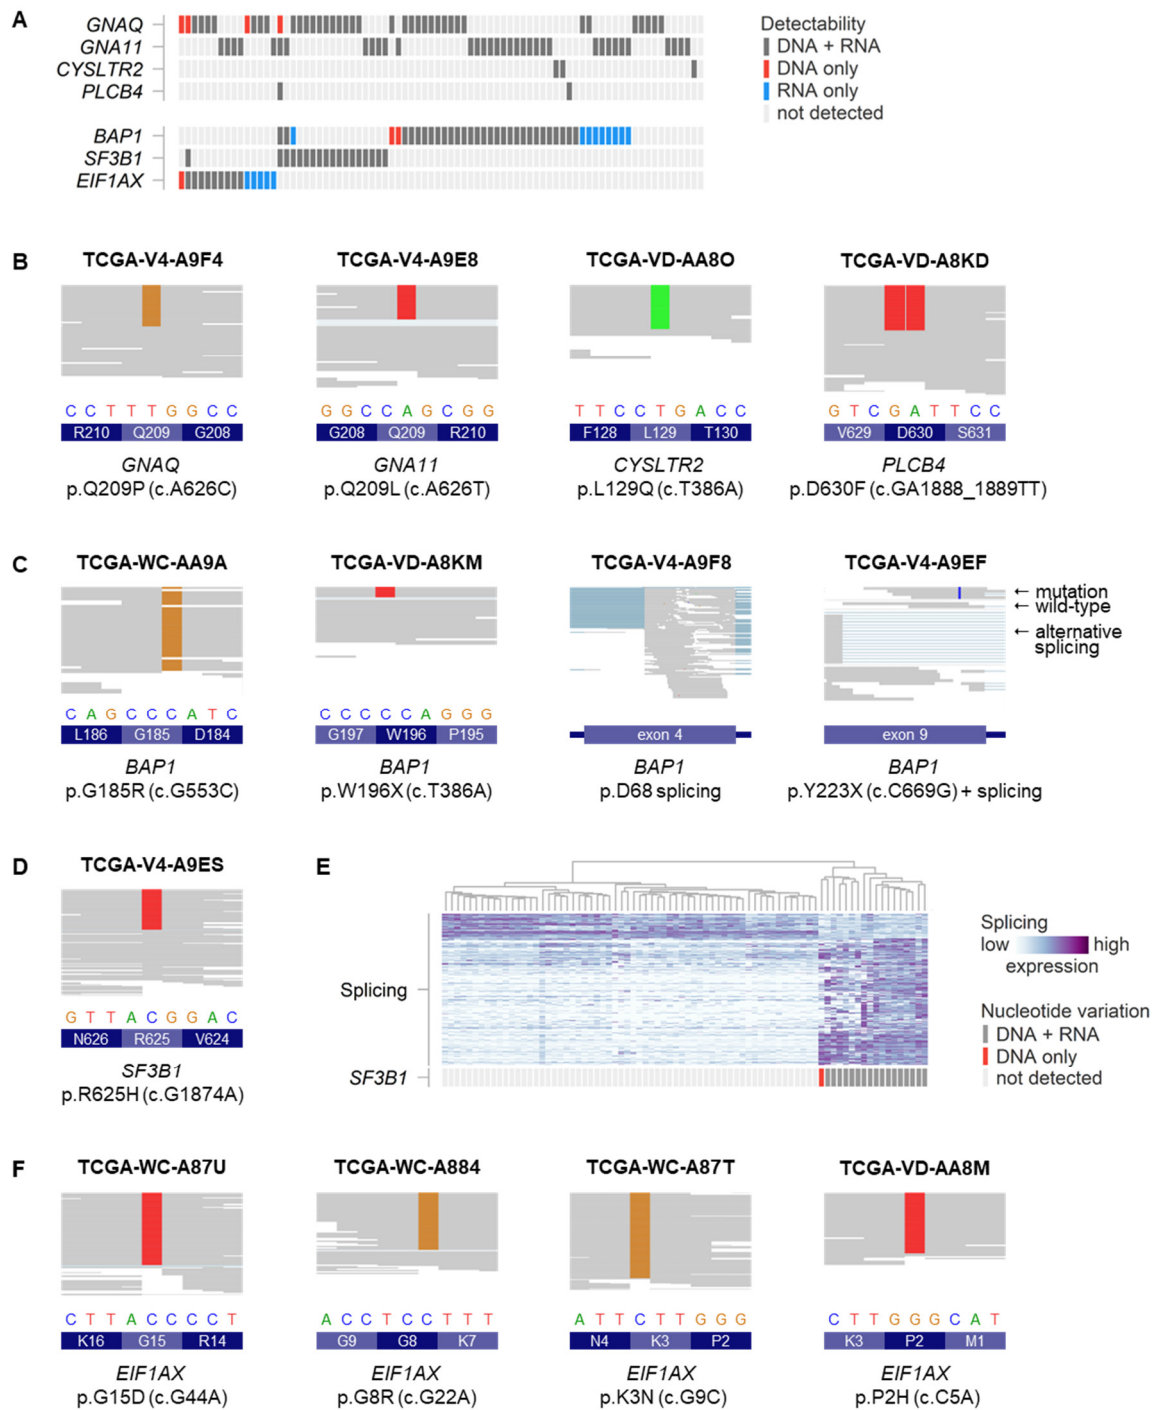 A
GNAQ
GNA11
CYSLTR2
PLCB4
BAP1
SF3B1
EIF1AX
Detectability
DNA + RNA
DNA only
RNA only
not detected
B
TCGA-V4-A9F4
C C T T T G G C C
R210 Q209 G208
GNAQ
p.Q209P (c.A626C)
TCGA-V4-A9E8
G G C C A G C G G
G208 Q209 R210
GNA11
p.Q209L (c.A626T)
TCGA-VD-AA8O
T T C C T G A C C
F128 L129 T130
CYSLTR2
p.L129Q (c.T386A)
TCGA-VD-A8KD
G T C G A T T C C
V629 D630 S631
PLCB4
p.D630F (c.GA1888_1889TT)
C
TCGA-WC-AA9A
C A G C C C A T C
L186 G185 D184
BAP1
p.G185R (c.G553C)
TCGA-VD-A8KM
C C C C C A G G G
G197 W196 P195
BAP1
p.W196X (c.T386A)
TCGA-V4-A9F8
exon 4
BAP1
p.D68 splicing
TCGA-V4-A9EF
← mutation
← wild-type
← alternative
splicing
exon 9
BAP1
p.Y223X (c.C669G) + splicing
D
TCGA-V4-A9ES
G T T A C G G A C
N626 R625 V624
SF3B1
p.R625H (c.G1874A)
E
Splicing
SF3B1
Splicing
low high
expression
Nucleotide variation
DNA + RNA
DNA only
not detected
F
TCGA-WC-A87U
C T T A C C C C T
K16 G15 R14
EIF1AX
p.G15D (c.G44A)
TCGA-WC-A884
A C C T C C T T T
G9 G8 K7
EIF1AX
p.G8R (c.G22A)
TCGA-WC-A87T
A T T C T T G G G
N4 K3 P2
EIF1AX
p.K3N (c.G9C)
TCGA-VD-AA8M
C T T G G G C A T
K3 P2 M1
EIF1AX
p.P2H (c.C5A)